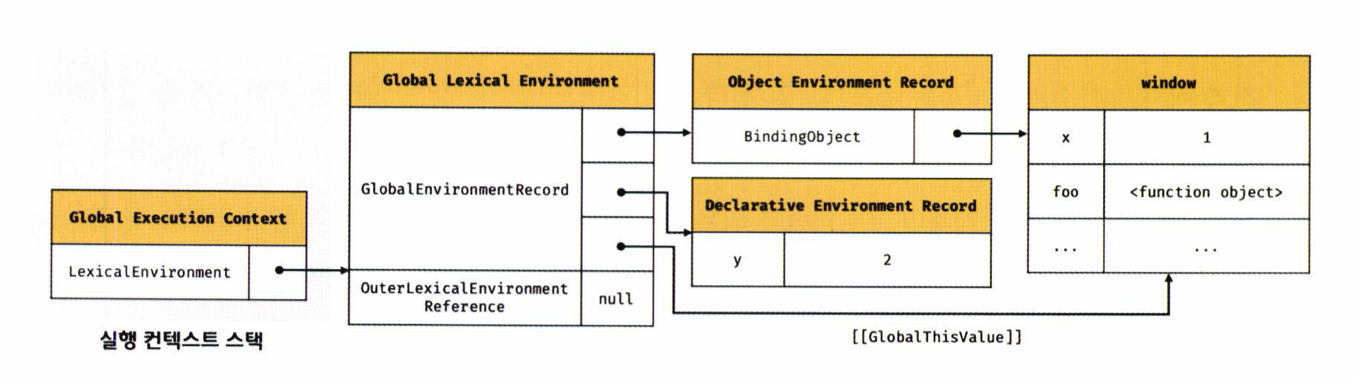 Global Execution Context
LexicalEnvironment
실행 컨텍스트 스택
Global Lexical Environment
GlobalEnvironmentRecord
OuterLexicalEnvironment
Reference
null
Object Environment Record
BindingObject
Declarative Environment Record
y 2
window
x 1
foo <function object>
... ...
[[GlobalThisValue]]